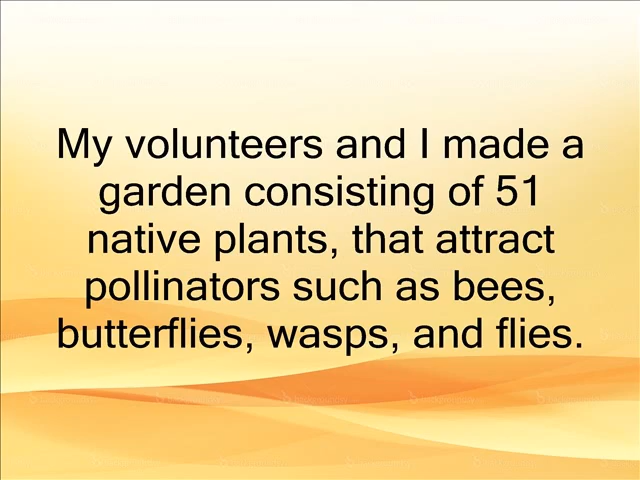 My volunteers and I made a
garden consisting of 51
native plants, that attract
pollinators such as bees,
butterflies, wasps, and flies.